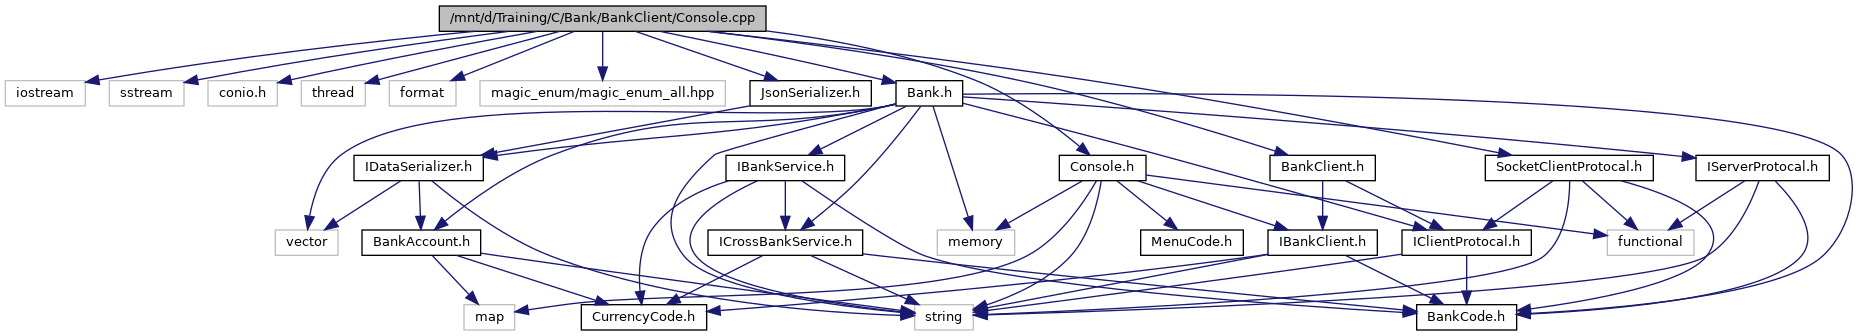 /mnt/d/Training/C/Bank/BankClient/Console.cpp
iostream
sstream
conio.h
thread
format
magic_enum/magic_enum_all.hpp
JsonSerializer.h
Bank.h
IDataSerializer.h
IBankService.h
Console.h
BankClient.h
SocketClientProtocal.h
IServerProtocal.h
vector
BankAccount.h
ICrossBankService.h
memory
MenuCode.h
IBankClient.h
IClientProtocal.h
functional
map
CurrencyCode.h
string
BankCode.h